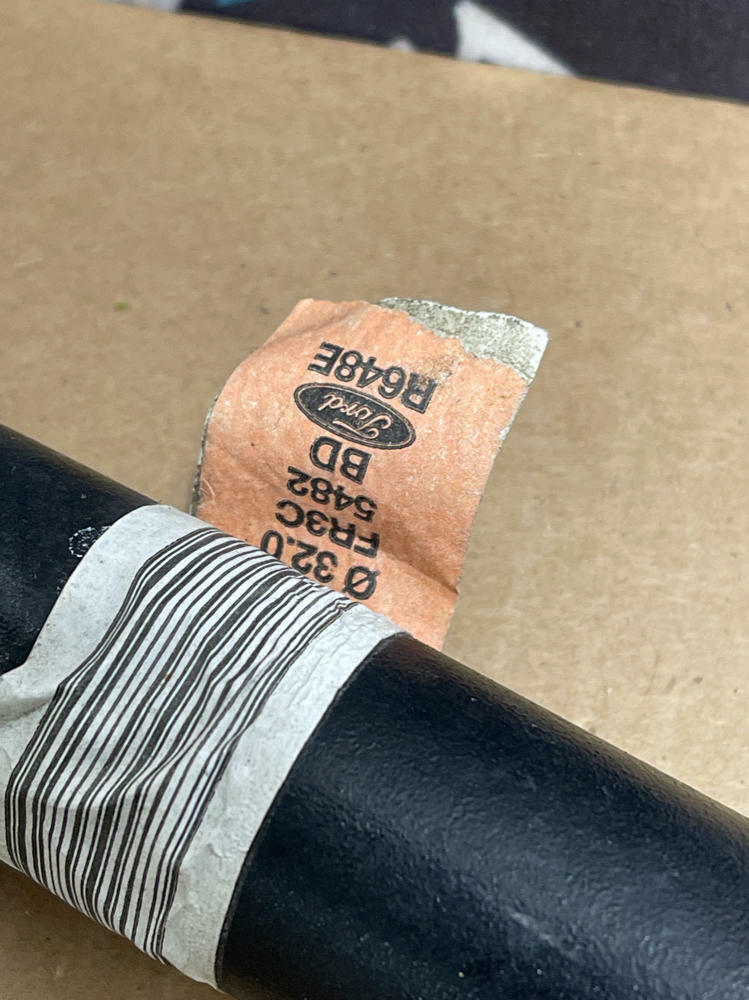 Ø 32.0
FR3C
5482
BD
Ford
R648E